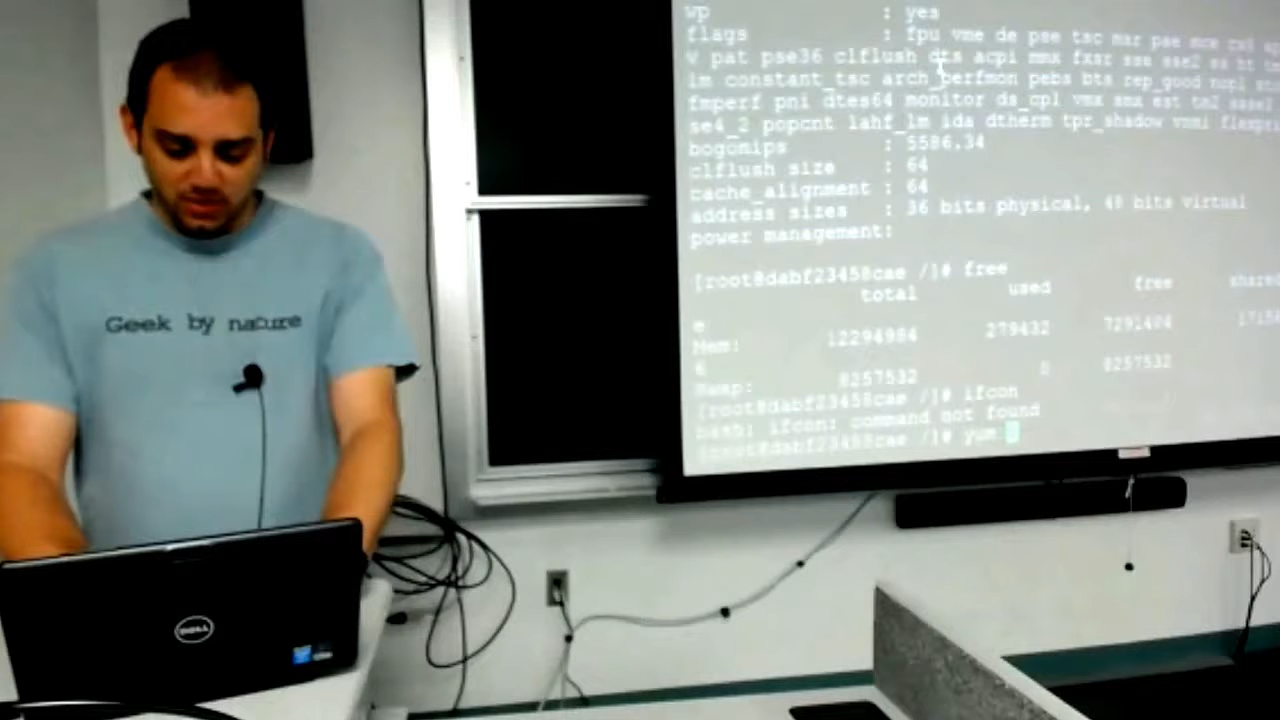 Geek by nature
DELL
wp : yes
flags : fpu vme de pse tsc msr pse mce cx8
v pat pse36 clflush dts acpi mmx fxsr sse sse2 ss ht
lm constant_tsc arch_perfmon pebs bts rep_good nopl
fmperf pni dtes64 monitor ds_cpl vmx smx est tm2 ssse3
se4_2 popcnt lahf_lm ida dtherm tpr_shadow vnmi
bogomips : 5586.34
clflush size : 64
cache_alignment : 64
address sizes : 36 bits physical, 48 bits virtual
power management:
[root@dabf23458cae /]# free
total used free shared
e
Mem: 12294984 279432 7291404
6
Swap: 8257532 0 8257532
[root@dabf23458cae /]# ifcon
bash: ifcon: command not found
[root@dabf23458cae /]# yum